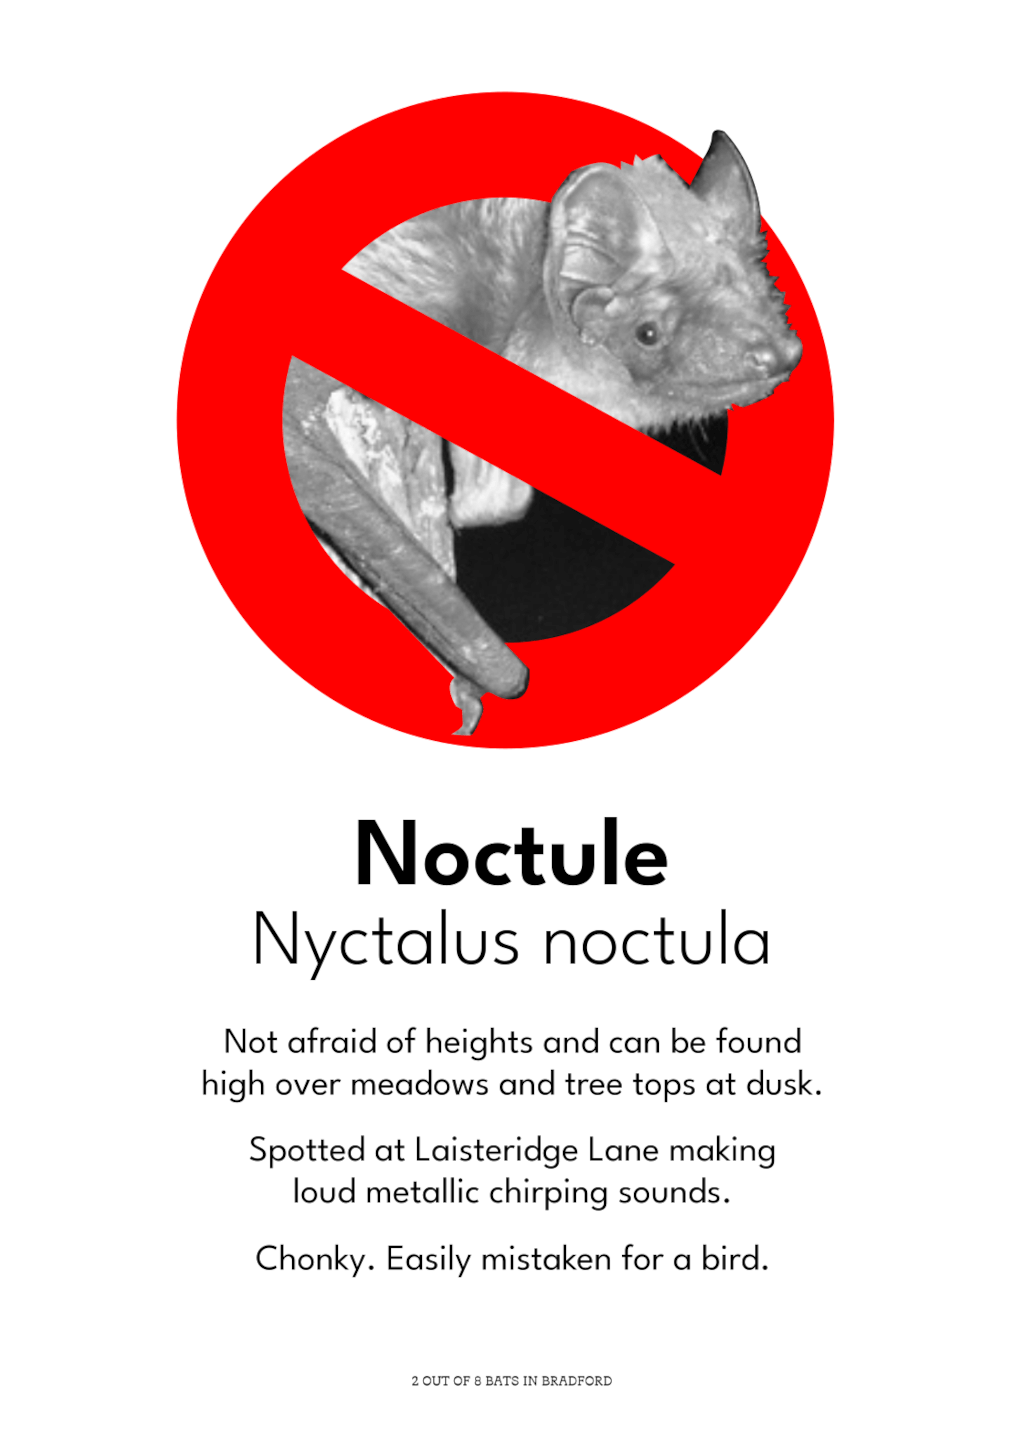 Noctule
Nyctalus noctula
Not afraid of heights and can be found
high over meadows and tree tops at dusk.
Spotted at Laisteridge Lane making
loud metallic chirping sounds.
Chonky. Easily mistaken for a bird.
2 OUT OF 8 BATS IN BRADFORD